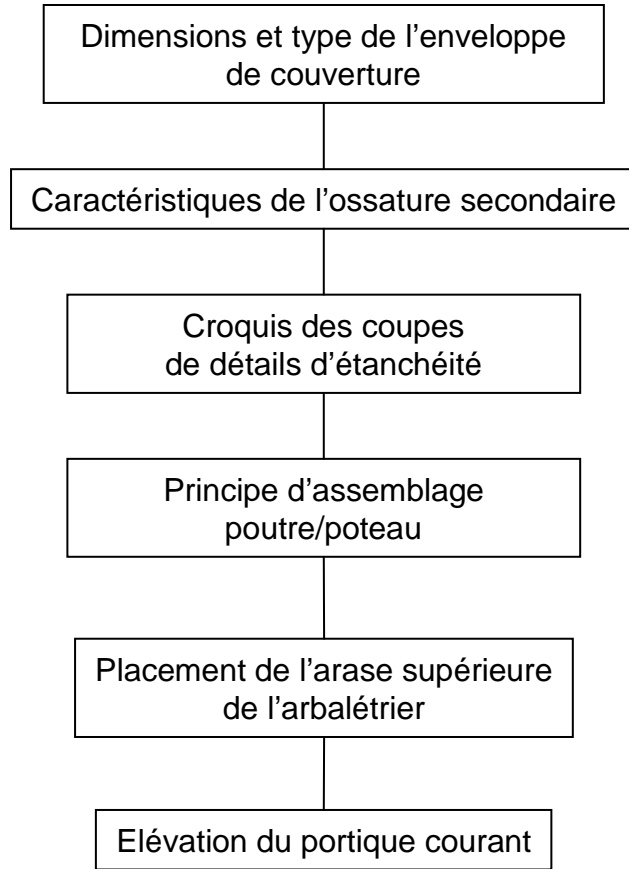 Dimensions et type de l’enveloppe
de couverture
Caractéristiques de l’ossature secondaire
Croquis des coupes
de détails d’étanchéité
Principe d’assemblage
poutre/poteau
Placement de l’arase supérieure
de l’arbalétrier
Elévation du portique courant